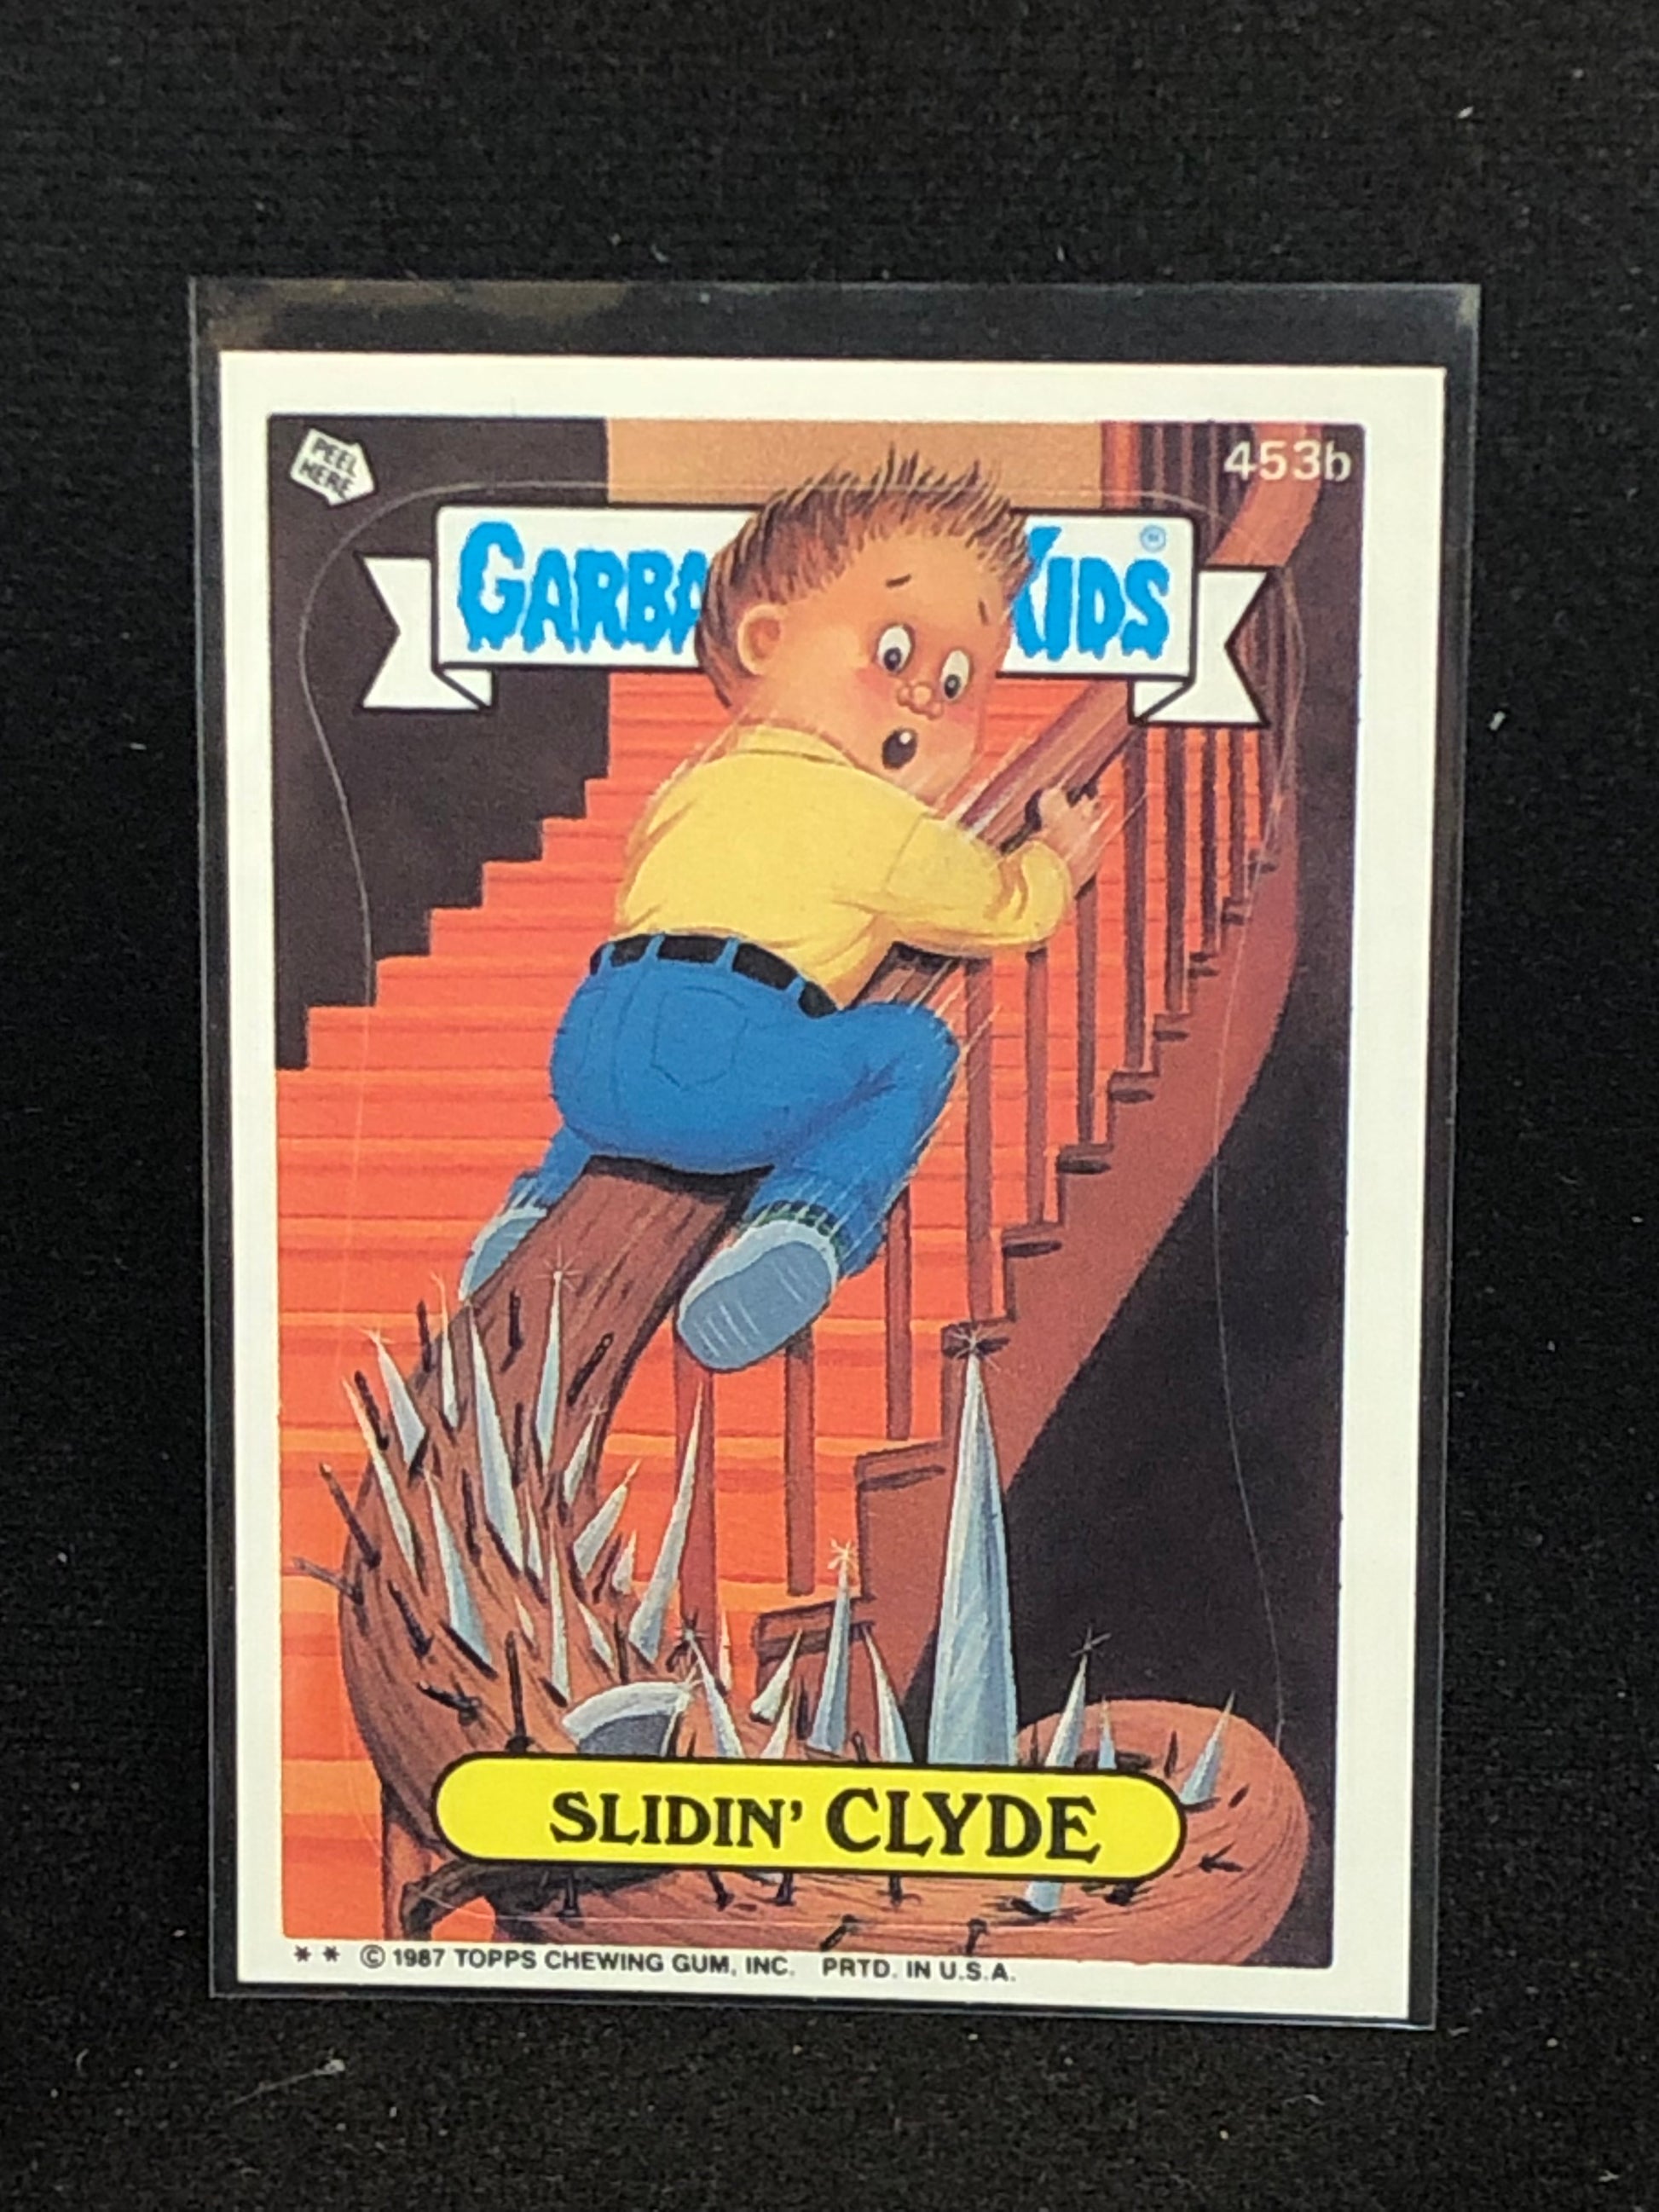 PEEL
HERE
453b
GARBA KIDS®
SLIDIN' CLYDE
** © 1987 TOPPS CHEWING GUM, INC. PRTD. IN U.S.A.